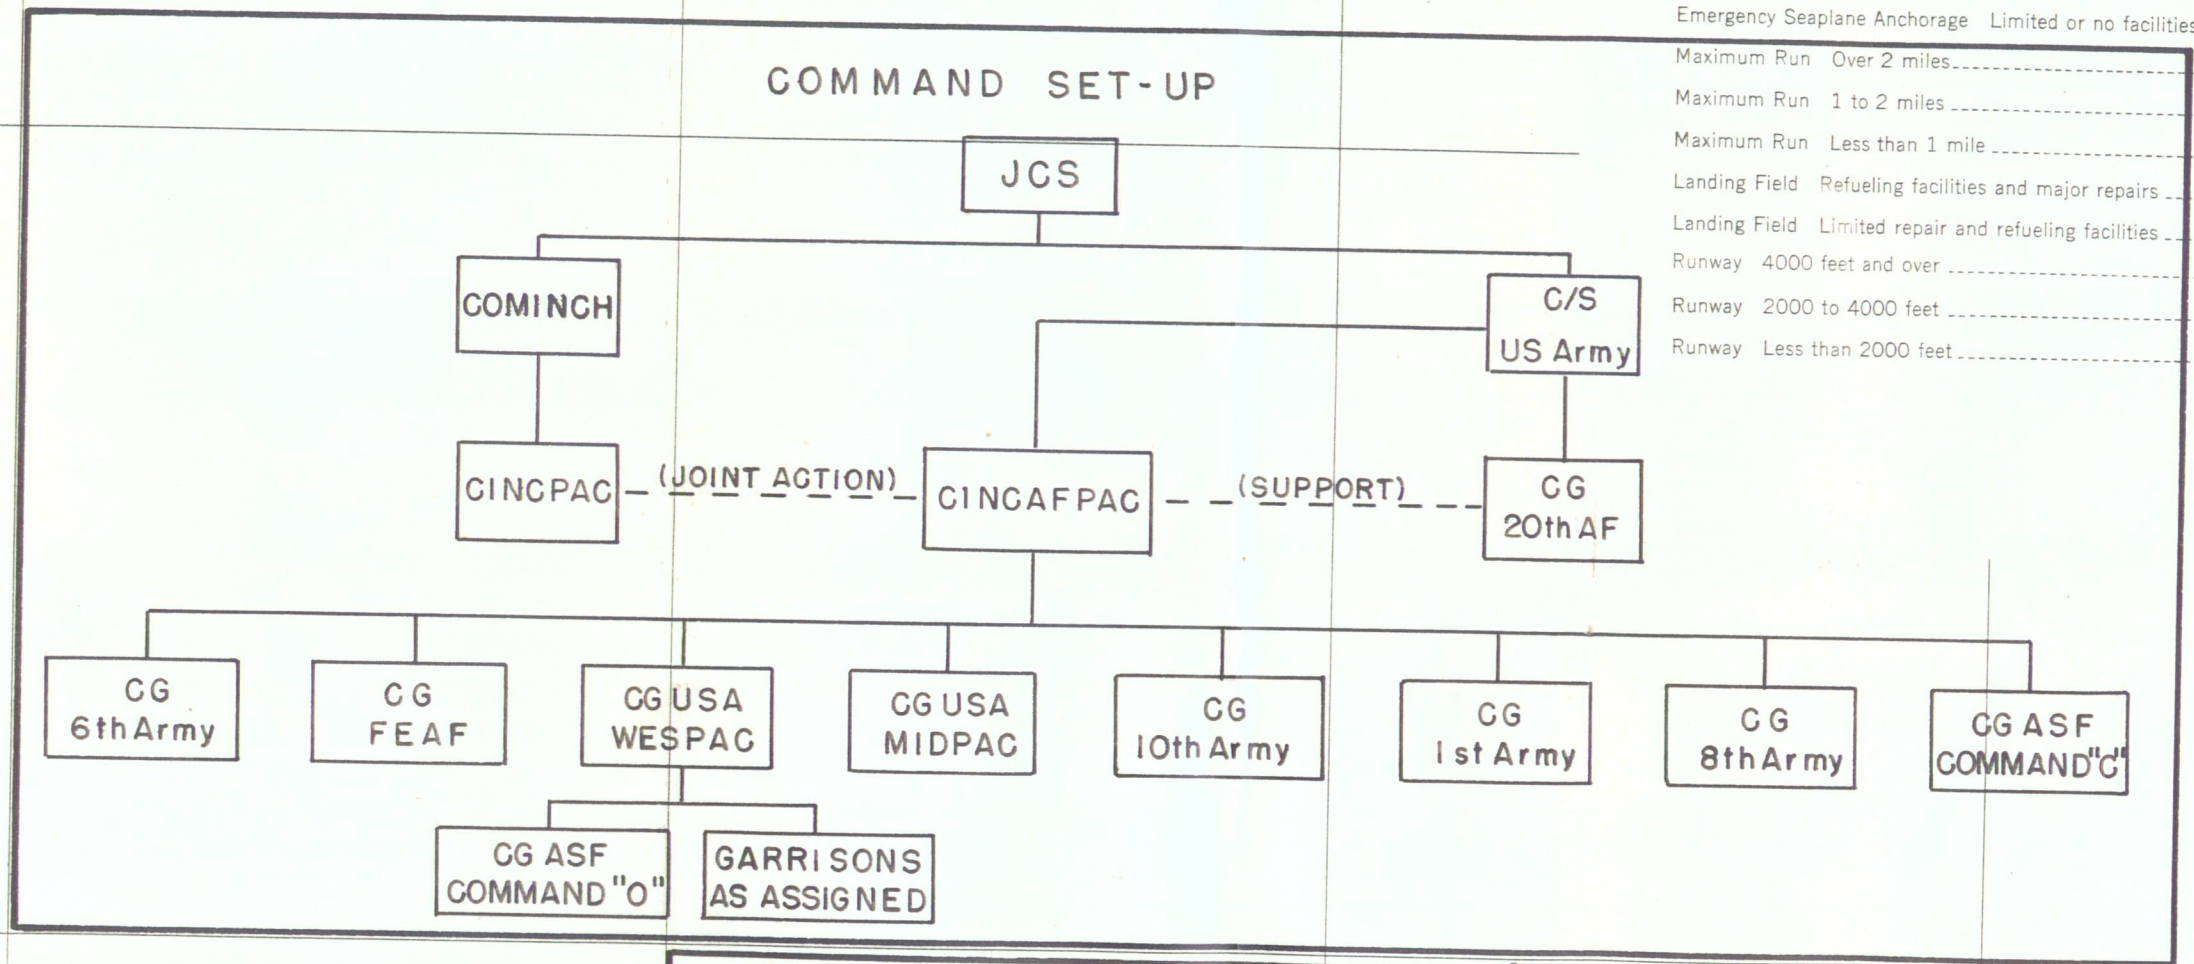 Emergency Seaplane Anchorage Limited or no facilities
Maximum Run Over 2 miles
Maximum Run 1 to 2 miles
Maximum Run Less than 1 mile
Landing Field Refueling facilities and major repairs
Landing Field Limited repair and refueling facilities
Runway 4000 feet and over
Runway 2000 to 4000 feet
Runway Less than 2000 feet
COMMAND SET-UP
JCS
COMINCH
C/S
US Army
CINCPAC
(JOINT ACTION)
CINCAFPAC
(SUPPORT)
CG
20th AF
CG
6th Army
CG
FEAF
CG USA
WESPAC
CG USA
MIDPAC
CG
10th Army
CG
1st Army
CG
8th Army
CG ASF
COMMAND "C"
CG ASF
COMMAND "O"
GARRISONS
AS ASSIGNED